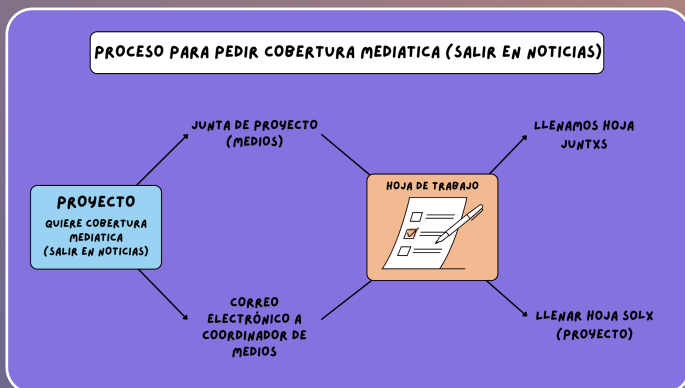 PROCESO PARA PEDIR COBERTURA MEDIATICA (SALIR EN NOTICIAS)
JUNTA DE PROYECTO
(MEDIOS)
LLENAMOS HOJA
JUNTXS
PROYECTO
QUIERE COBERTURA
MEDIATICA
(SALIR EN NOTICIAS)
HOJA DE TRABAJO
CORREO
ELECTRÓNICO A
COORDINADOR DE
MEDIOS
LLENAR HOJA SOLX
(PROYECTO)